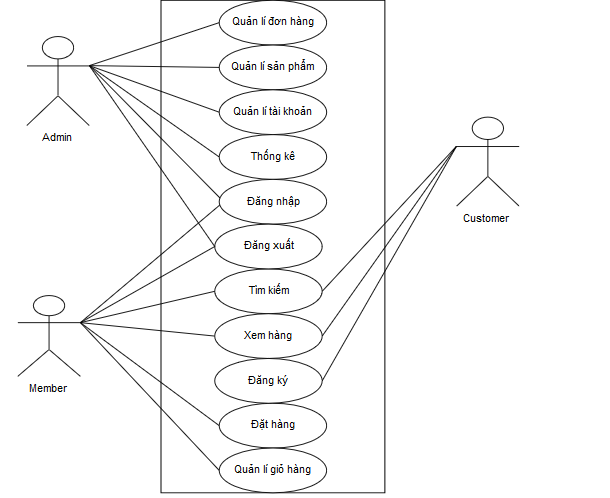 Quản lí đơn hàng
Quản lí sản phẩm
Quản lí tài khoản
Admin
Thống kê
Đăng nhập
Customer
Đăng xuất
Tìm kiếm
Xem hàng
Đăng ký
Member
Đặt hàng
Quản lí giỏ hàng